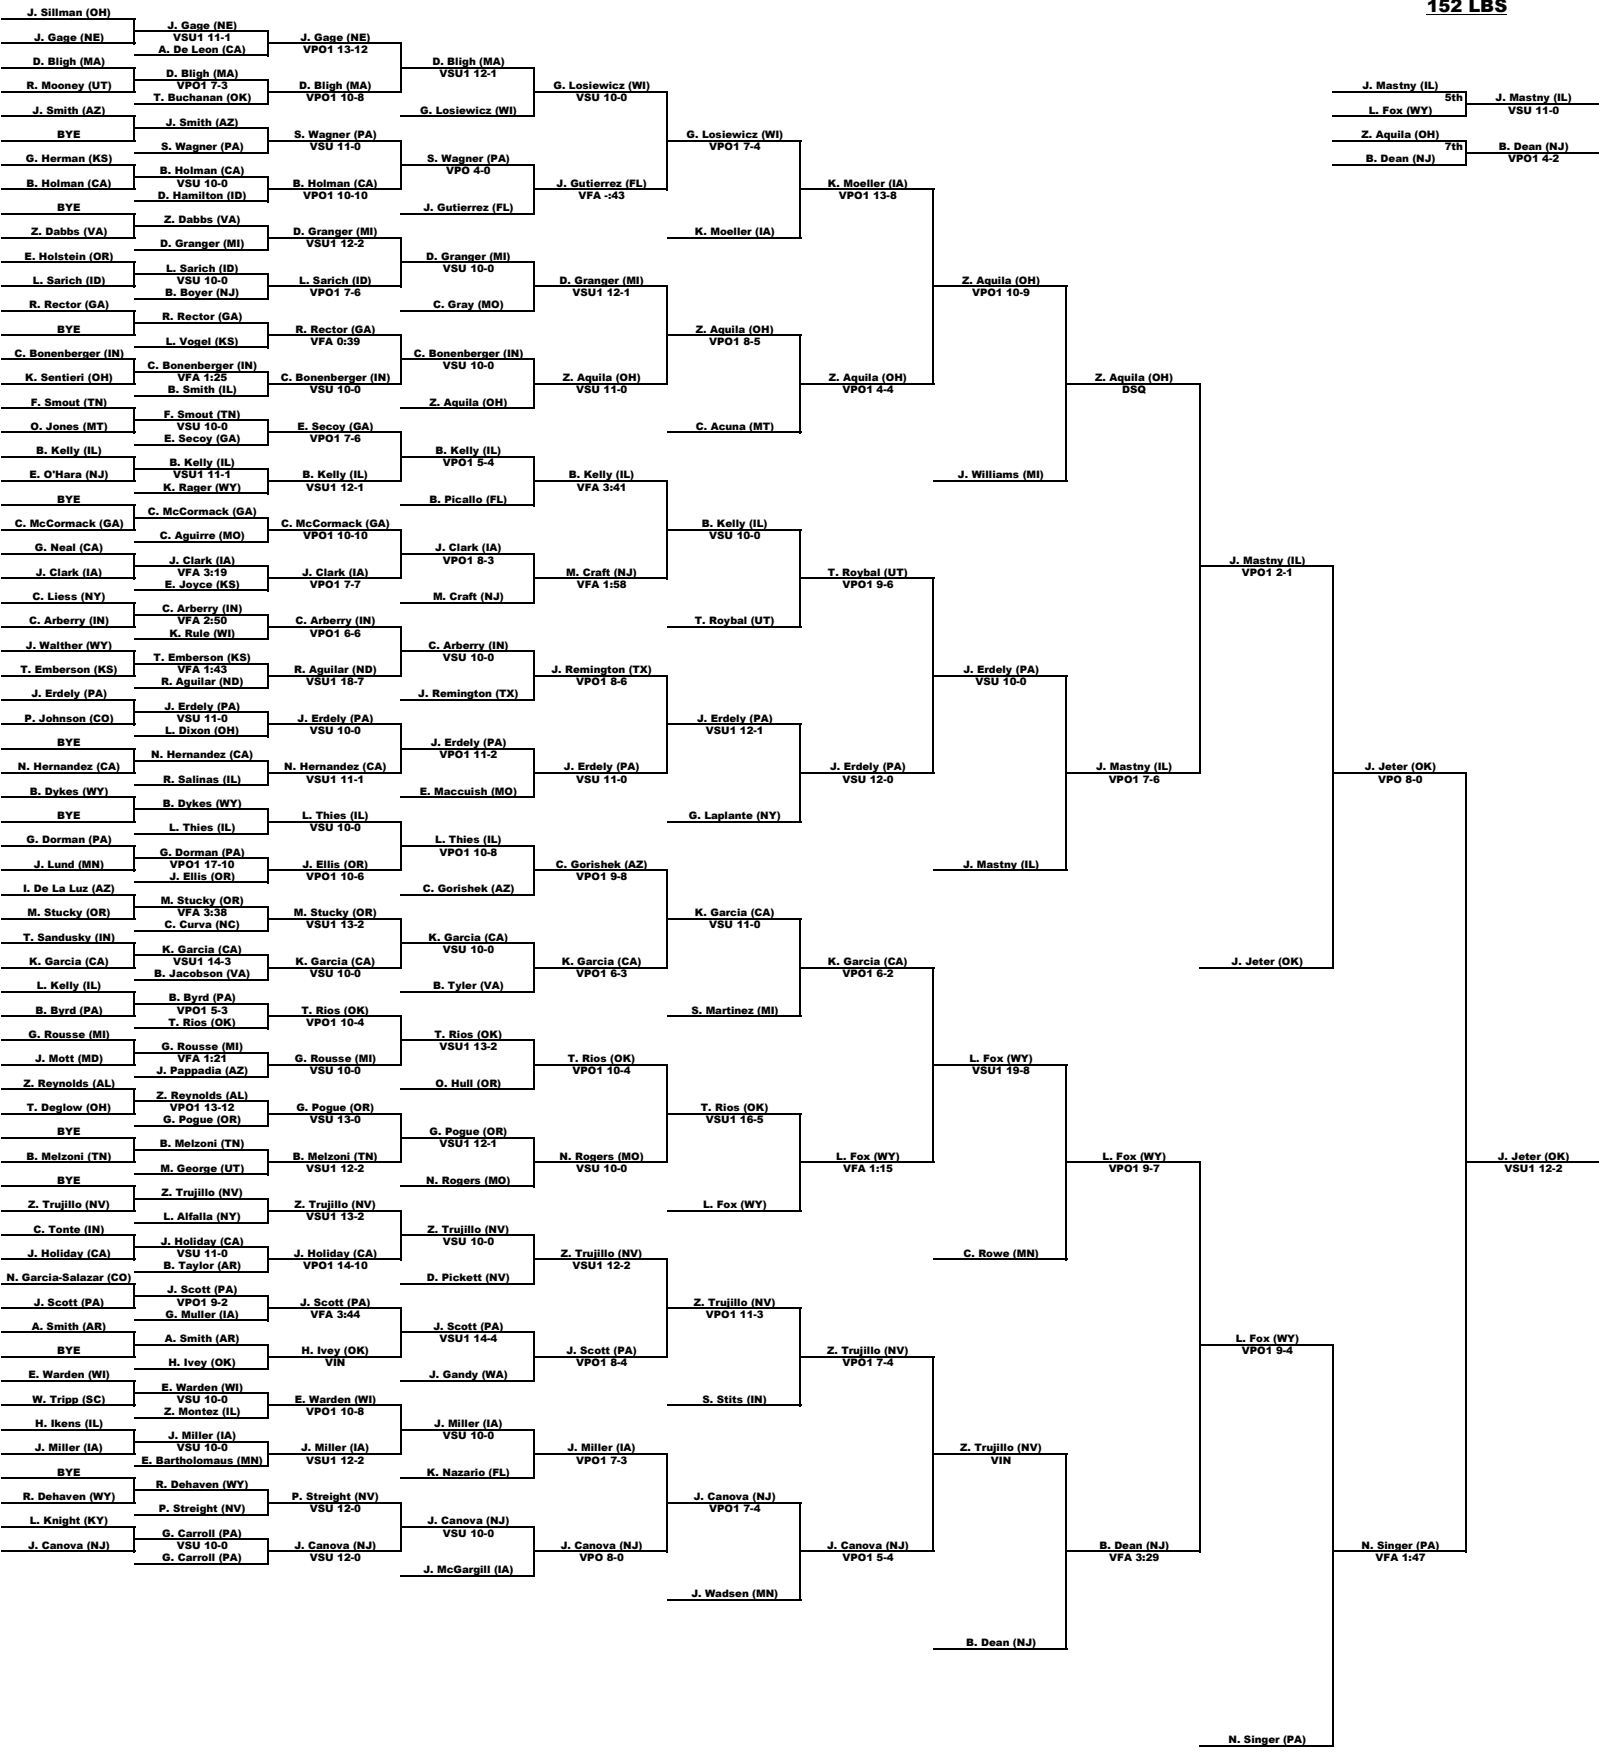 152 LBS
J. Sillman (OH)
J. Gage (NE)
D. Bligh (MA)
R. Mooney (UT)
J. Smith (AZ)
BYE
G. Herman (KS)
B. Holman (CA)
BYE
Z. Dabbs (VA)
E. Holstein (OR)
L. Sarich (ID)
R. Rector (GA)
BYE
C. Bonenberger (IN)
K. Sentieri (OH)
F. Smout (TN)
O. Jones (MT)
B. Kelly (IL)
E. O'Hara (NJ)
BYE
C. McCormack (GA)
G. Neal (CA)
J. Clark (IA)
C. Liess (NY)
C. Arberry (IN)
J. Walther (WY)
T. Emberson (KS)
J. Erdely (PA)
P. Johnson (CO)
BYE
N. Hernandez (CA)
B. Dykes (WY)
BYE
G. Dorman (PA)
J. Lund (MN)
I. De La Luz (AZ)
M. Stucky (OR)
T. Sandusky (IN)
K. Garcia (CA)
L. Kelly (IL)
B. Byrd (PA)
G. Rousse (MI)
J. Mott (MD)
Z. Reynolds (AL)
T. Deglow (OH)
BYE
B. Melzoni (TN)
BYE
Z. Trujillo (NV)
C. Tonte (IN)
J. Holiday (CA)
N. Garcia-Salazar (CO)
J. Scott (PA)
A. Smith (AR)
BYE
E. Warden (WI)
W. Tripp (SC)
H. Ikens (IL)
J. Miller (IA)
BYE
R. Dehaven (WY)
L. Knight (KY)
J. Canova (NJ)
J. Gage (NE)
VSU1 11-1
A. De Leon (CA)
D. Bligh (MA)
VPO1 7-3
T. Buchanan (OK)
J. Smith (AZ)
S. Wagner (PA)
B. Holman (CA)
VSU 10-0
D. Hamilton (ID)
Z. Dabbs (VA)
D. Granger (MI)
L. Sarich (ID)
VSU 10-0
B. Boyer (NJ)
R. Rector (GA)
L. Vogel (KS)
C. Bonenberger (IN)
VFA 1:25
B. Smith (IL)
F. Smout (TN)
VSU 10-0
E. Secoy (GA)
B. Kelly (IL)
VSU1 11-1
K. Rager (WY)
C. McCormack (GA)
C. Aguirre (MO)
J. Clark (IA)
VFA 3:19
E. Joyce (KS)
C. Arberry (IN)
VFA 2:50
K. Rule (WI)
T. Emberson (KS)
VFA 1:43
R. Aguilar (ND)
J. Erdely (PA)
VSU 11-0
L. Dixon (OH)
N. Hernandez (CA)
R. Salinas (IL)
B. Dykes (WY)
L. Thies (IL)
G. Dorman (PA)
VPO1 17-10
J. Ellis (OR)
M. Stucky (OR)
VFA 3:38
C. Curva (NC)
K. Garcia (CA)
VSU1 14-3
B. Jacobson (VA)
B. Byrd (PA)
VPO1 5-3
T. Rios (OK)
G. Rousse (MI)
VFA 1:21
J. Pappadia (AZ)
Z. Reynolds (AL)
VPO1 13-12
G. Pogue (OR)
B. Melzoni (TN)
M. George (UT)
Z. Trujillo (NV)
L. Alfalla (NY)
J. Holiday (CA)
VSU 11-0
B. Taylor (AR)
J. Scott (PA)
VPO1 9-2
G. Muller (IA)
A. Smith (AR)
H. Ivey (OK)
E. Warden (WI)
VSU 10-0
Z. Montez (IL)
J. Miller (IA)
VSU 10-0
E. Bartholomaus (MN)
R. Dehaven (WY)
P. Streight (NV)
G. Carroll (PA)
VSU 10-0
G. Carroll (PA)
J. Gage (NE)
VPO1 13-12
D. Bligh (MA)
VPO1 10-8
S. Wagner (PA)
VSU 11-0
B. Holman (CA)
VPO1 10-10
D. Granger (MI)
VSU1 12-2
L. Sarich (ID)
VPO1 7-6
R. Rector (GA)
VFA 0:39
C. Bonenberger (IN)
VSU 10-0
E. Secoy (GA)
VPO1 7-6
B. Kelly (IL)
VSU1 12-1
C. McCormack (GA)
VPO1 10-10
J. Clark (IA)
VPO1 7-7
C. Arberry (IN)
VPO1 6-6
R. Aguilar (ND)
VSU1 18-7
J. Erdely (PA)
VSU 10-0
N. Hernandez (CA)
VSU1 11-1
L. Thies (IL)
VSU 10-0
J. Ellis (OR)
VPO1 10-6
M. Stucky (OR)
VSU1 13-2
K. Garcia (CA)
VSU 10-0
T. Rios (OK)
VPO1 10-4
G. Rousse (MI)
VSU 10-0
G. Pogue (OR)
VSU 13-0
B. Melzoni (TN)
VSU1 12-2
Z. Trujillo (NV)
VSU1 13-2
J. Holiday (CA)
VPO1 14-10
J. Scott (PA)
VFA 3:44
H. Ivey (OK)
VIN
E. Warden (WI)
VPO1 10-8
J. Miller (IA)
VSU1 12-2
P. Streight (NV)
VSU 12-0
J. Canova (NJ)
VSU 12-0
D. Bligh (MA)
VSU1 12-1
G. Losiewicz (WI)
S. Wagner (PA)
VPO 4-0
J. Gutierrez (FL)
D. Granger (MI)
VSU 10-0
C. Gray (MO)
C. Bonenberger (IN)
VSU 10-0
Z. Aquila (OH)
B. Kelly (IL)
VPO1 5-4
B. Picallo (FL)
J. Clark (IA)
VPO1 8-3
M. Craft (NJ)
C. Arberry (IN)
VSU 10-0
J. Remington (TX)
J. Erdely (PA)
VPO1 11-2
E. Maccuish (MO)
L. Thies (IL)
VPO1 10-8
C. Gorishek (AZ)
K. Garcia (CA)
VSU 10-0
B. Tyler (VA)
T. Rios (OK)
VSU1 13-2
O. Hull (OR)
G. Pogue (OR)
VSU1 12-1
N. Rogers (MO)
Z. Trujillo (NV)
VSU 10-0
D. Pickett (NV)
J. Scott (PA)
VSU1 14-4
J. Gandy (WA)
J. Miller (IA)
VSU 10-0
K. Nazario (FL)
J. Canova (NJ)
VSU 10-0
J. McGargill (IA)
G. Losiewicz (WI)
VSU 10-0
J. Gutierrez (FL)
VFA -:43
D. Granger (MI)
VSU1 12-1
Z. Aquila (OH)
VSU 11-0
B. Kelly (IL)
VFA 3:41
M. Craft (NJ)
VFA 1:58
J. Remington (TX)
VPO1 8-6
J. Erdely (PA)
VSU 11-0
C. Gorishek (AZ)
VPO1 9-8
K. Garcia (CA)
VPO1 6-3
T. Rios (OK)
VPO1 10-4
N. Rogers (MO)
VSU 10-0
Z. Trujillo (NV)
VSU1 12-2
J. Scott (PA)
VPO1 8-4
J. Miller (IA)
VPO1 7-3
J. Canova (NJ)
VPO 8-0
G. Losiewicz (WI)
VPO1 7-4
K. Moeller (IA)
Z. Aquila (OH)
VPO1 8-5
C. Acuna (MT)
B. Kelly (IL)
VSU 10-0
T. Roybal (UT)
J. Erdely (PA)
VSU1 12-1
G. Laplante (NY)
K. Garcia (CA)
VSU 11-0
S. Martinez (MI)
T. Rios (OK)
VSU1 16-5
L. Fox (WY)
Z. Trujillo (NV)
VPO1 11-3
S. Stits (IN)
J. Canova (NJ)
VPO1 7-4
J. Wadsen (MN)
K. Moeller (IA)
VPO1 13-8
Z. Aquila (OH)
VPO1 4-4
T. Roybal (UT)
VPO1 9-6
J. Erdely (PA)
VSU 12-0
K. Garcia (CA)
VPO1 6-2
L. Fox (WY)
VFA 1:15
Z. Trujillo (NV)
VPO1 7-4
J. Canova (NJ)
VPO1 5-4
Z. Aquila (OH)
VPO1 10-9
J. Williams (MI)
J. Erdely (PA)
VSU 10-0
J. Mastny (IL)
L. Fox (WY)
VSU1 19-8
C. Rowe (MN)
Z. Trujillo (NV)
VIN
B. Dean (NJ)
Z. Aquila (OH)
DSQ
J. Mastny (IL)
VPO1 7-6
L. Fox (WY)
VPO1 9-7
B. Dean (NJ)
VFA 3:29
J. Mastny (IL)
VPO1 2-1
J. Jeter (OK)
L. Fox (WY)
VPO1 9-4
N. Singer (PA)
J. Jeter (OK)
VPO 8-0
N. Singer (PA)
VFA 1:47
J. Jeter (OK)
VSU1 12-2
J. Mastny (IL)
5th
L. Fox (WY)
J. Mastny (IL)
VSU 11-0
Z. Aquila (OH)
7th
B. Dean (NJ)
B. Dean (NJ)
VPO1 4-2